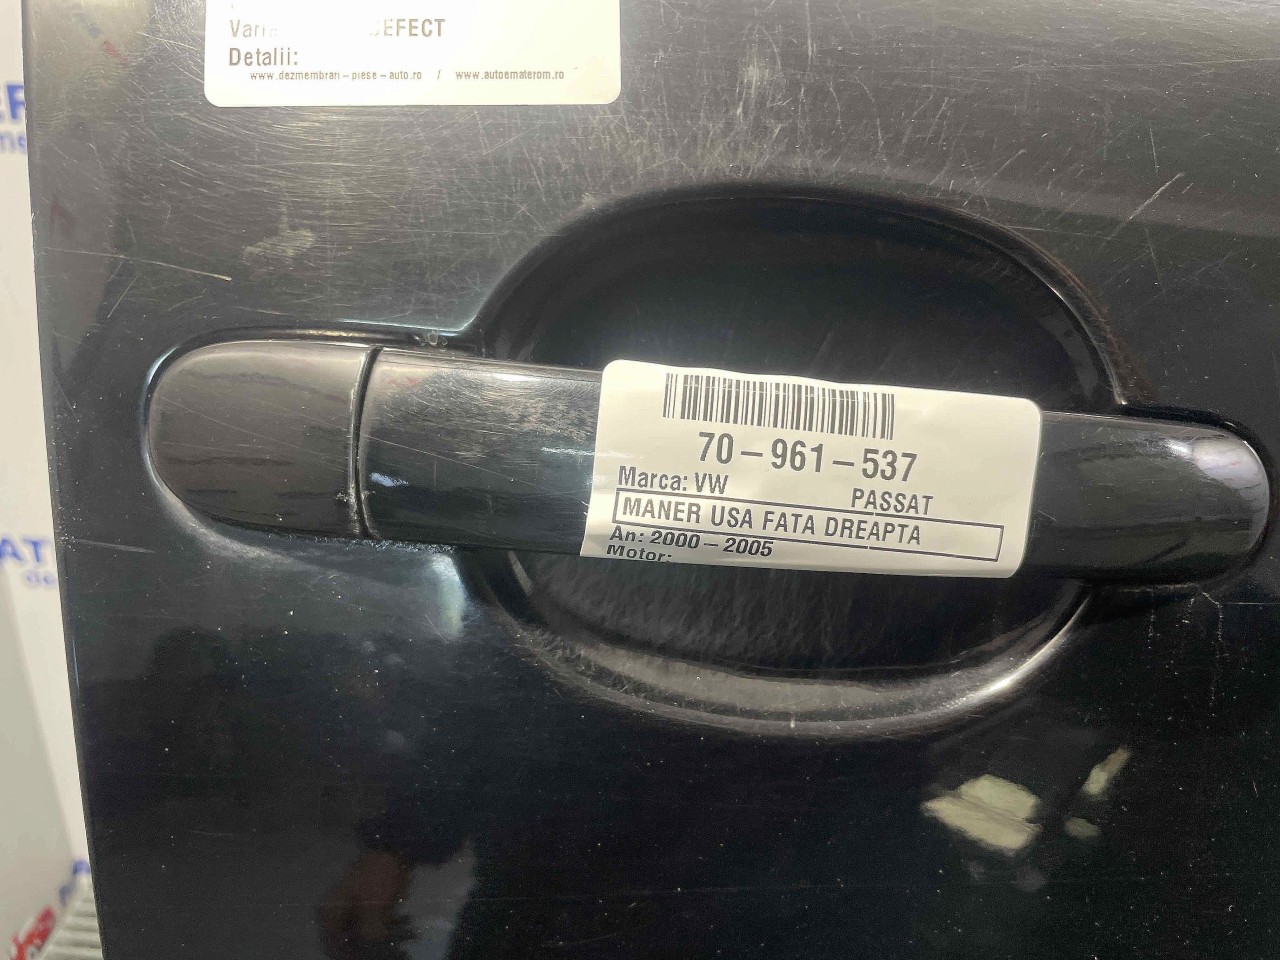 DEFECT
Detalii:
www.dezmembrari-piese-auto.ro / www.autoematerom.ro
70-961-537
Marca: VW PASSAT
MANER USA FATA DREAPTA
An: 2000-2005
Motor: